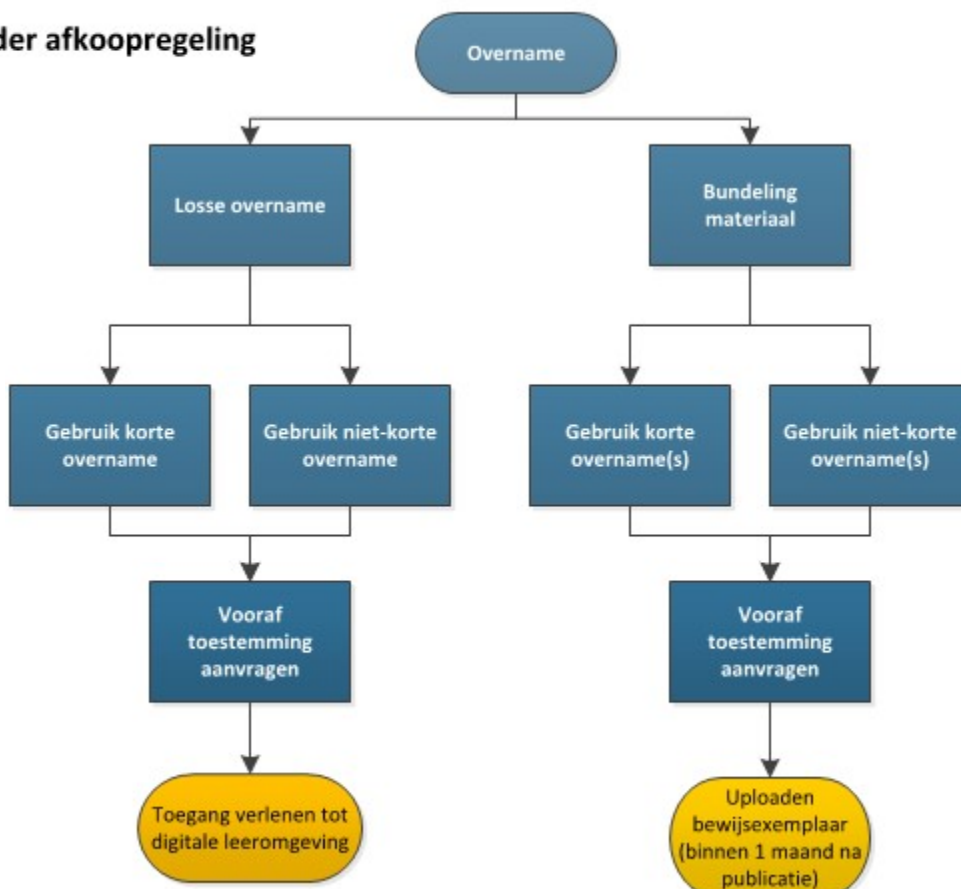 der afkoopregeling
Overname
Losse overname
Bundeling
materiaal
Gebruik korte
overname
Gebruik niet-korte
overname
Gebruik korte
overname(s)
Gebruik niet-korte
overname(s)
Vooraf
toestemming
aanvragen
Vooraf
toestemming
aanvragen
Toegang verlenen tot
digitale leeromgeving
Uploaden
bewijsexemplaar
(binnen 1 maand na
publicatie)